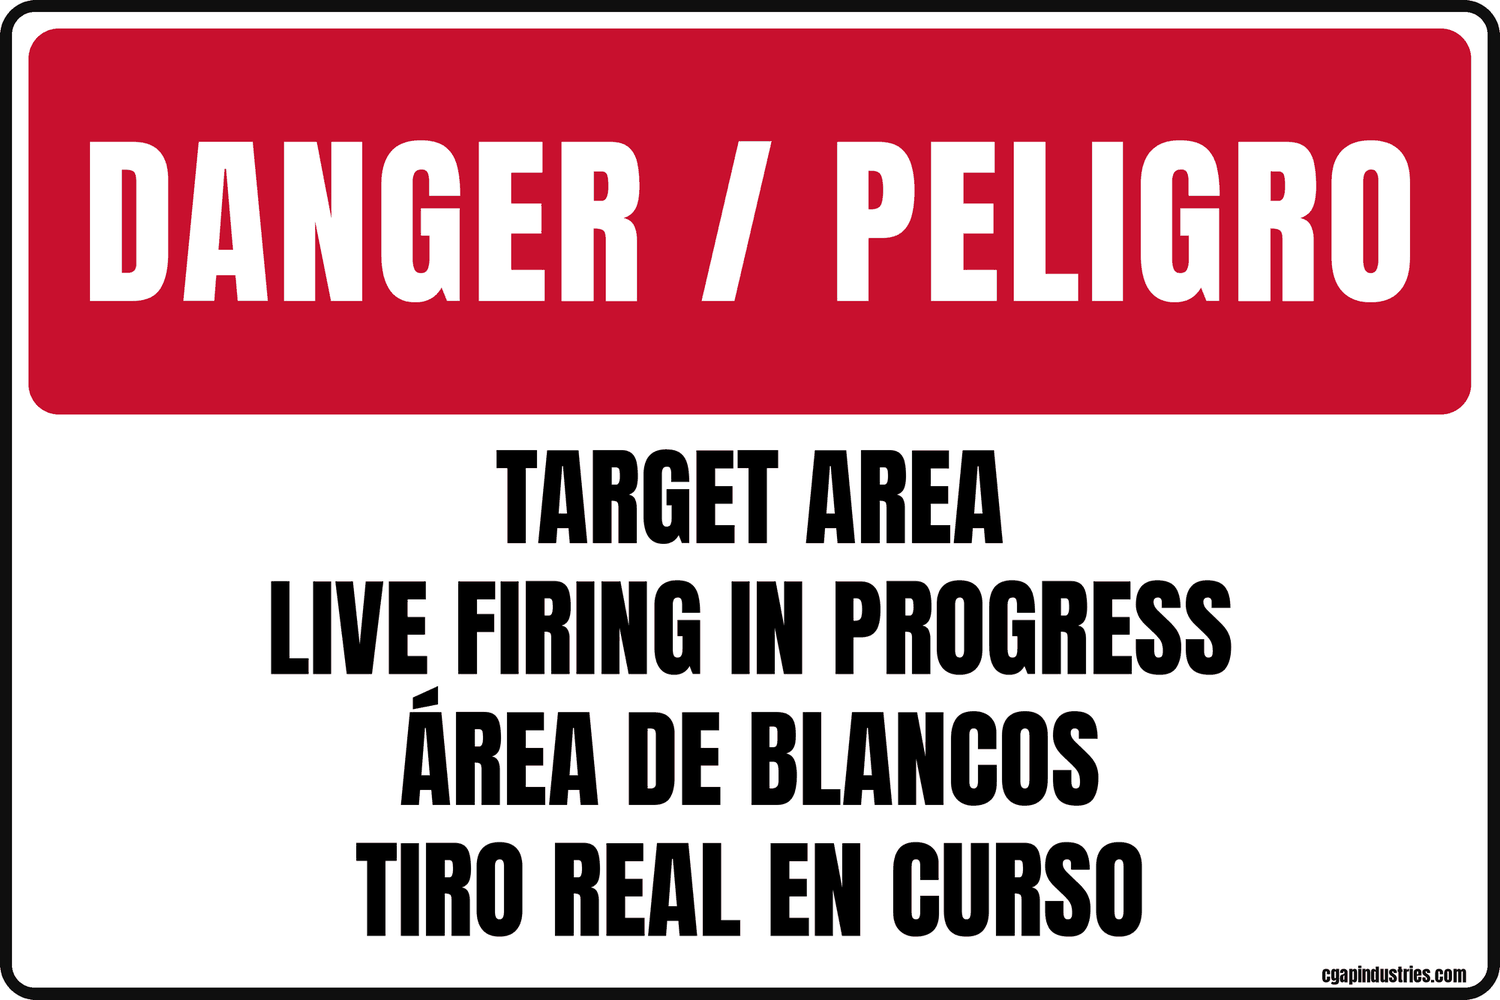 DANGER / PELIGRO
TARGET AREA
LIVE FIRING IN PROGRESS
ÁREA DE BLANCOS
TIRO REAL EN CURSO
cgapindustries.com